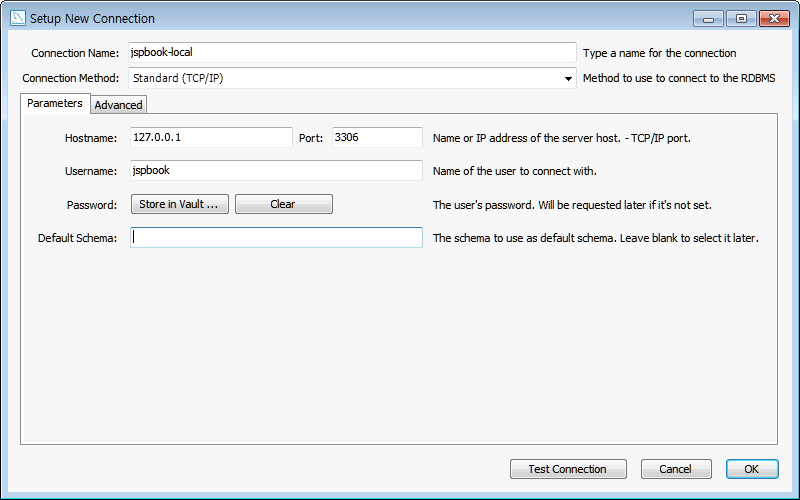 Setup New Connection
Connection Name: jspbook-local Type a name for the connection
Connection Method: Standard (TCP/IP) Method to use to connect to the RDBMS
Parameters Advanced
Hostname: 127.0.0.1 Port: 3306 Name or IP address of the server host. - TCP/IP port.
Username: jspbook Name of the user to connect with.
Password: Store in Vault ... Clear The user's password. Will be requested later if it's not set.
Default Schema: The schema to use as default schema. Leave blank to select it later.
Test Connection Cancel OK